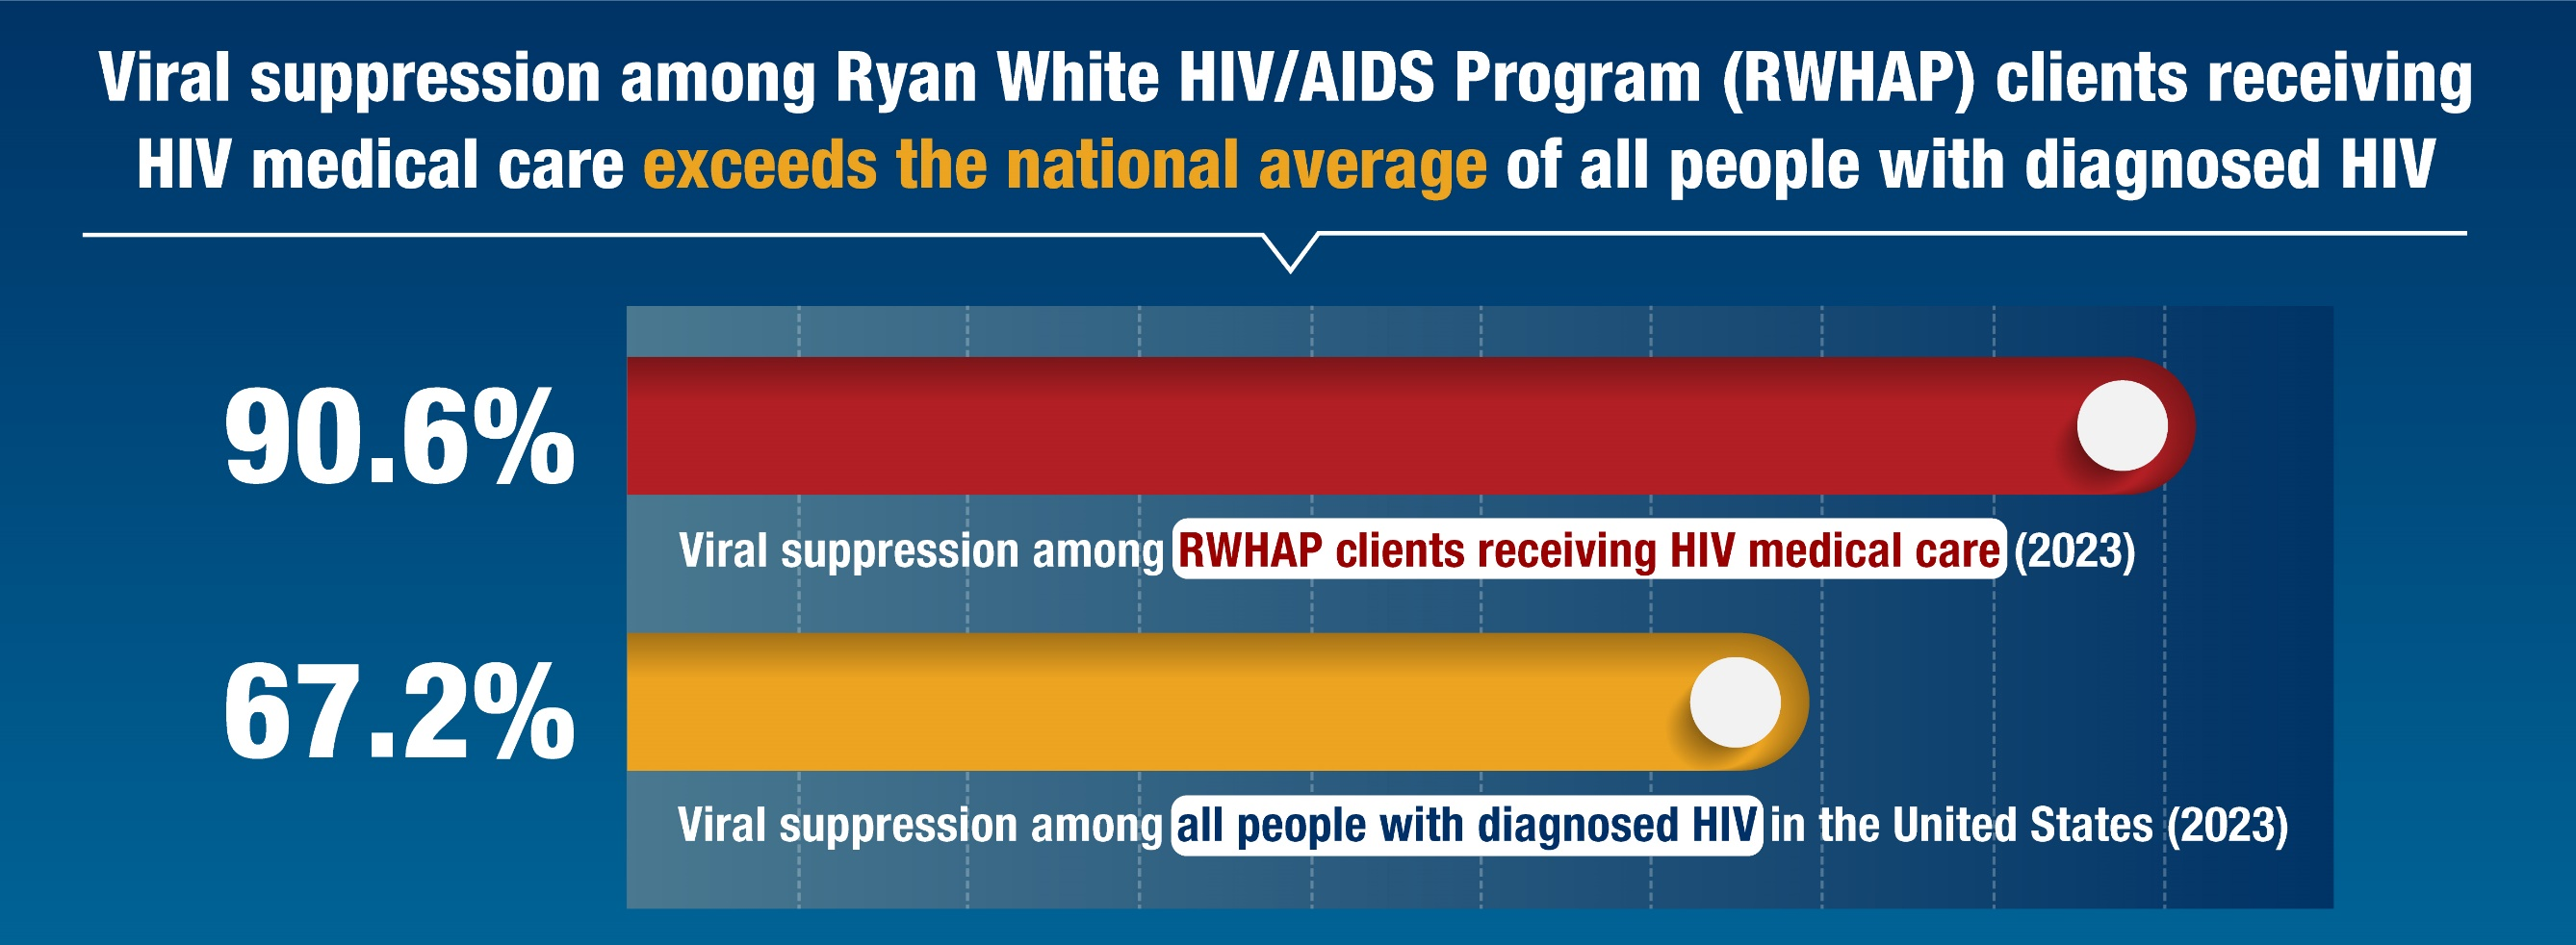 Viral suppression among Ryan White HIV/AIDS Program (RWHAP) clients receiving
HIV medical care exceeds the national average of all people with diagnosed HIV
90.6%
Viral suppression among RWHAP clients receiving HIV medical care (2023)
67.2%
Viral suppression among all people with diagnosed HIV in the United States (2023)